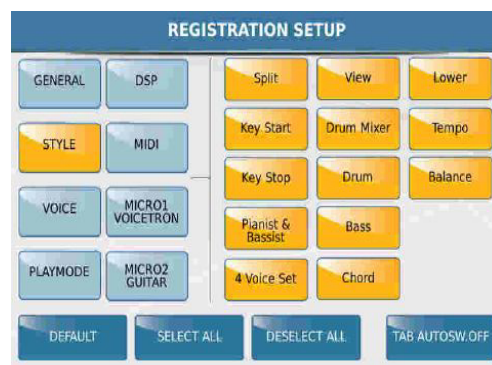 REGISTRATION SETUP
GENERAL
DSP
Split
View
Lower
STYLE
MIDI
Key Start
Drum Mixer
Tempo
Key Stop
Drum
Balance
VOICE
MICRO1
VOICETRON
Pianist &
Bassist
Bass
PLAYMODE
MICRO2
GUITAR
4 Voice Set
Chord
DEFAULT
SELECT ALL
DESELECT ALL
TAB AUTOSW.OFF